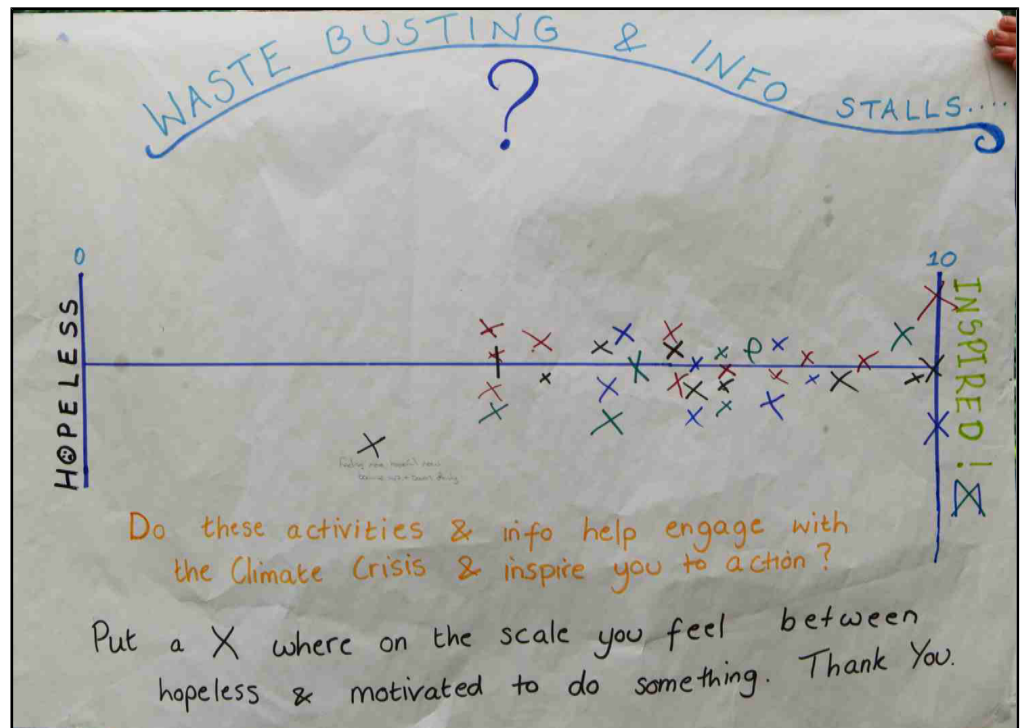 WASTE BUSTING & INFO STALLS....
?
0
10
HOPELESS
INSPIRED!
Do these activities & info help engage with
the Climate Crisis & inspire you to action?
Put a X where on the scale you feel between
hopeless & motivated to do something. Thank You.